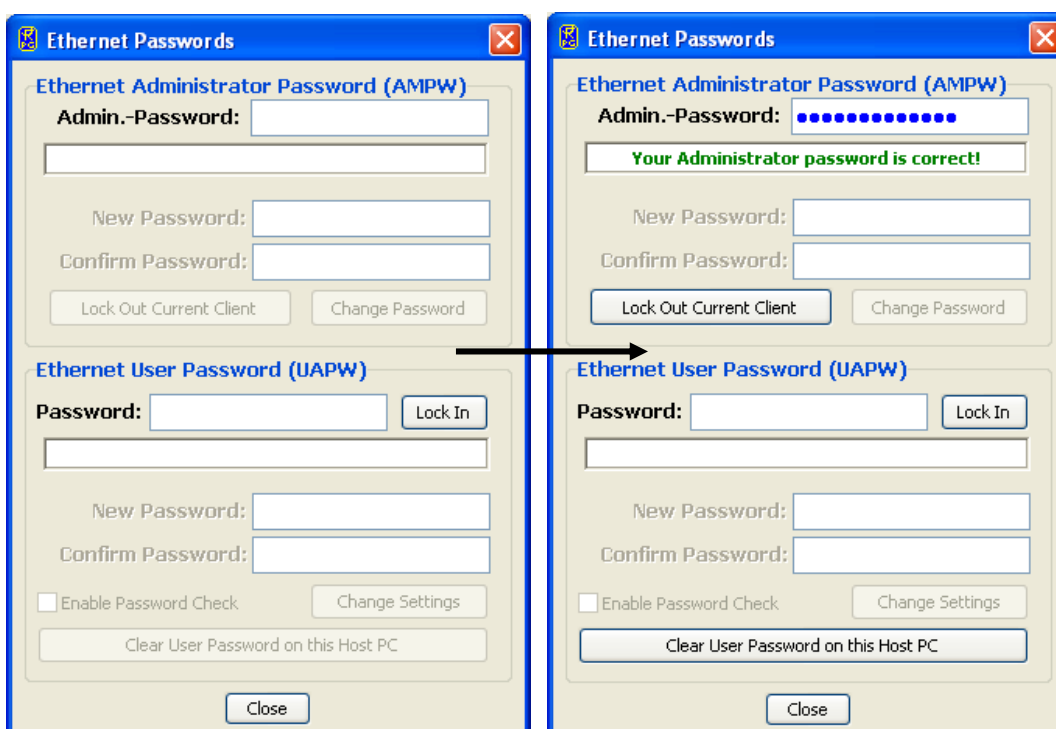 Ethernet Passwords
Ethernet Administrator Password (AMPW)
Admin.-Password:
New Password:
Confirm Password:
Lock Out Current Client Change Password
Ethernet User Password (UAPW)
Password: Lock In
New Password:
Confirm Password:
Enable Password Check Change Settings
Clear User Password on this Host PC
Close
Ethernet Passwords
Ethernet Administrator Password (AMPW)
Admin.-Password: •••••••••••••
Your Administrator password is correct!
New Password:
Confirm Password:
Lock Out Current Client Change Password
Ethernet User Password (UAPW)
Password: Lock In
New Password:
Confirm Password:
Enable Password Check Change Settings
Clear User Password on this Host PC
Close